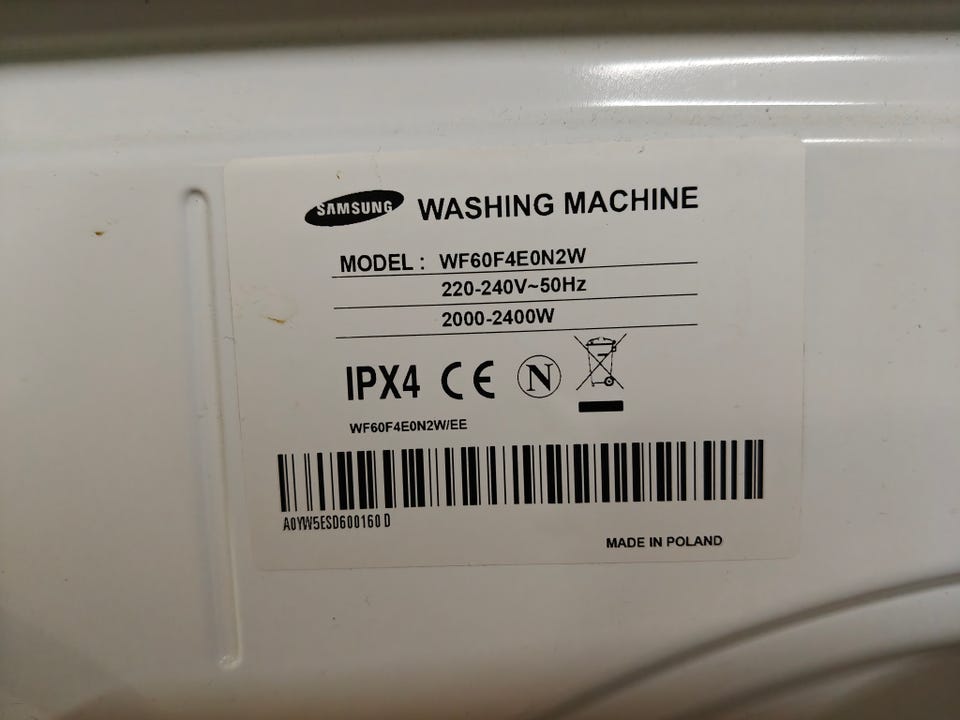 SAMSUNG WASHING MACHINE
MODEL : WF60F4E0N2W
220-240V~50Hz
2000-2400W
IPX4 CE N
WF60F4E0N2W/EE
A0YW5ESD600160 D
MADE IN POLAND